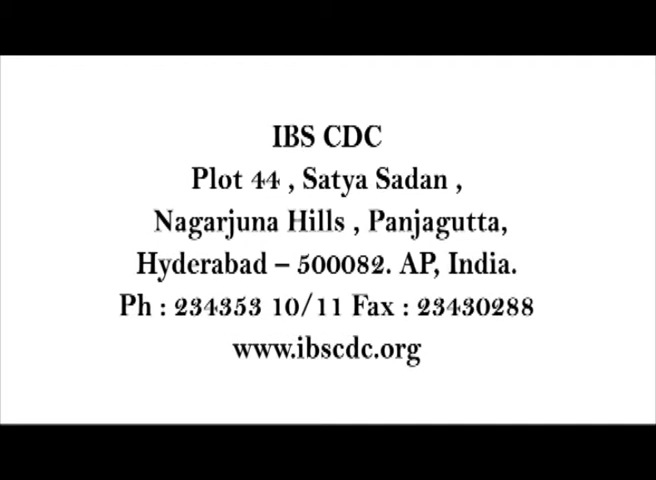 IBS CDC
Plot 44 , Satya Sadan ,
Nagarjuna Hills , Panjagutta,
Hyderabad – 500082. AP, India.
Ph : 234353 10/11 Fax : 23430288
www.ibscdc.org